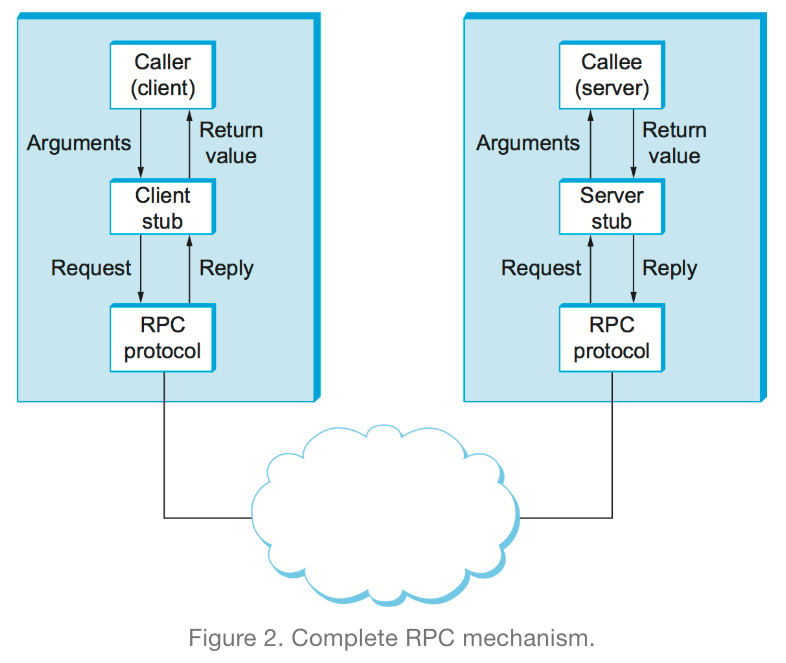 Caller
(client)
Arguments
Return
value
Client
stub
Request
Reply
RPC
protocol
Callee
(server)
Arguments
Return
value
Server
stub
Request
Reply
RPC
protocol
Figure 2. Complete RPC mechanism.